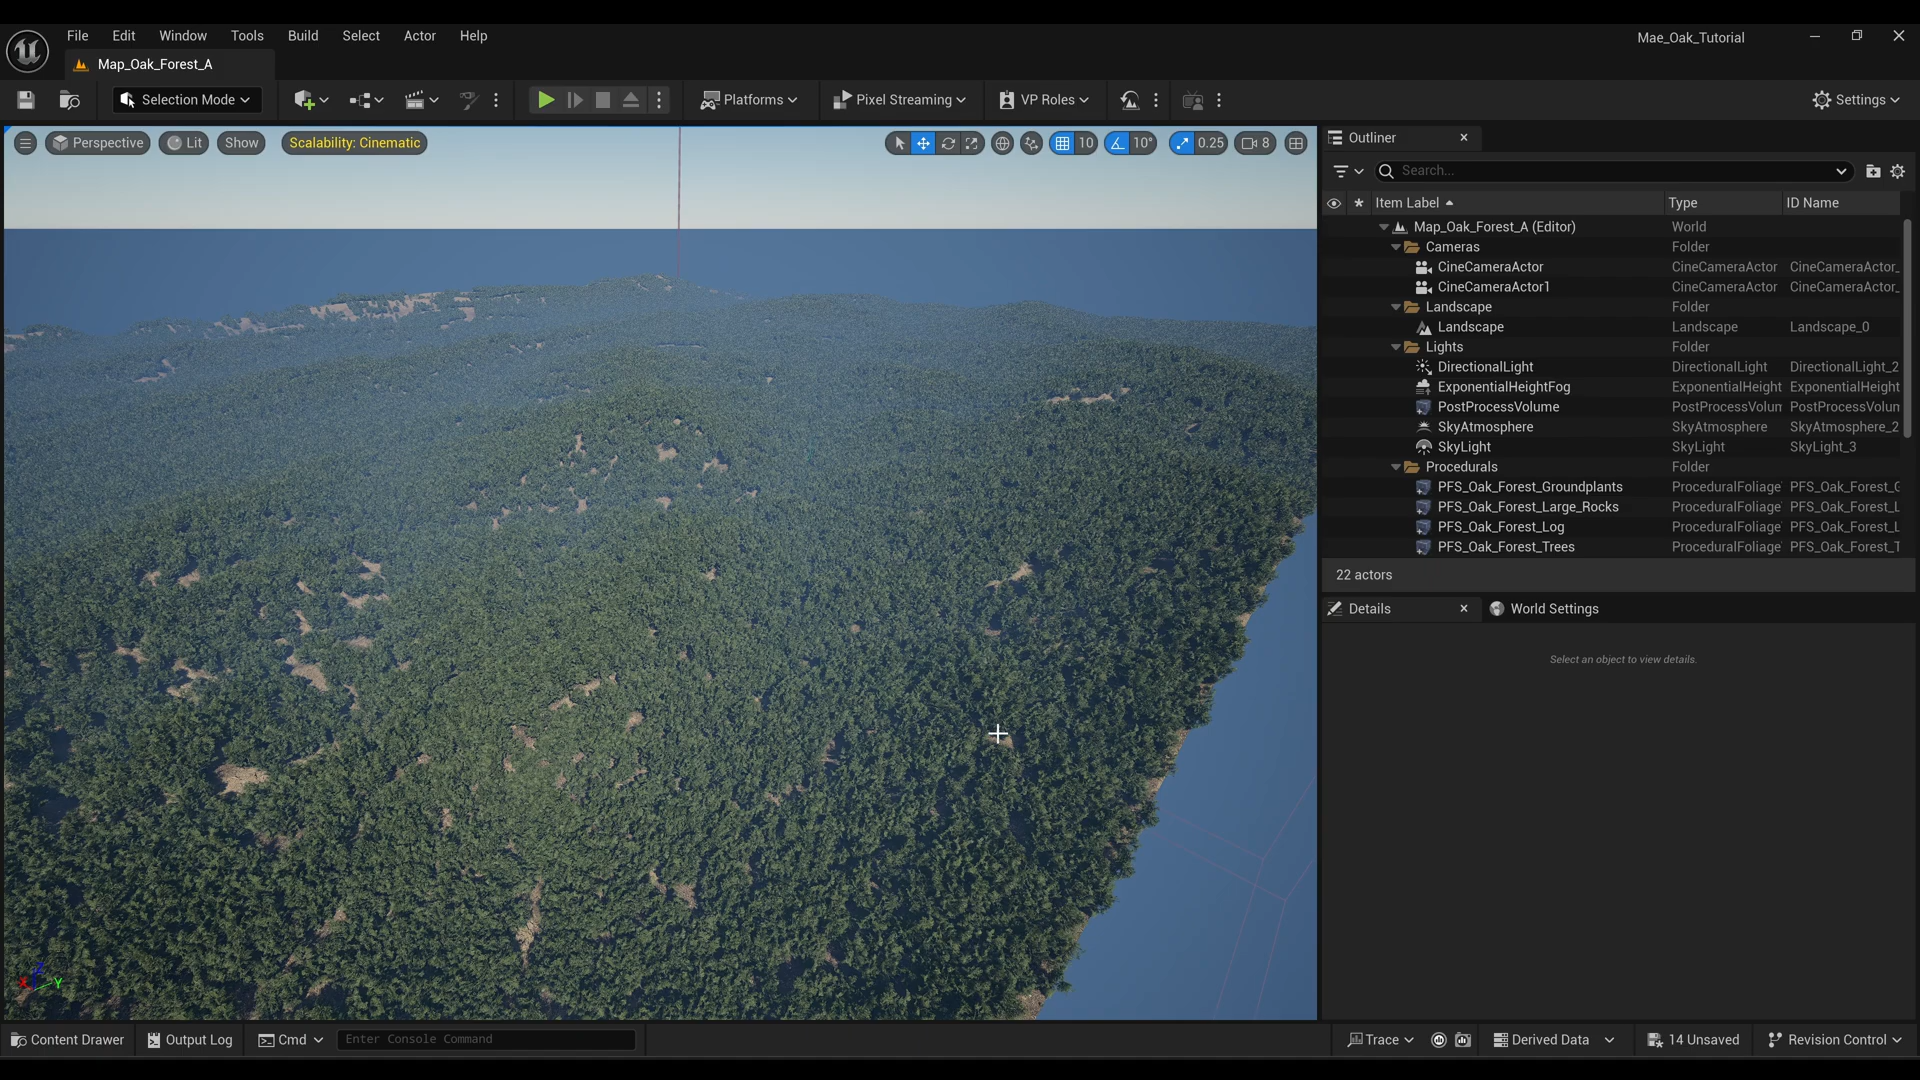 File Edit Window Tools Build Select Actor Help
Mae_Oak_Tutorial
Map_Oak_Forest_A
Selection Mode Platforms Pixel Streaming VP Roles Settings
Perspective Lit Show Scalability: Cinematic 10 10° 0.25 8
Outliner
Search...
Item Label Type ID Name
Map_Oak_Forest_A (Editor) World
Cameras Folder
CineCameraActor CineCameraActor CineCameraActor_
CineCameraActor1 CineCameraActor CineCameraActor_
Landscape Folder
Landscape Landscape Landscape_0
Lights Folder
DirectionalLight DirectionalLight DirectionalLight_2
ExponentialHeightFog ExponentialHeight ExponentialHeight
PostProcessVolume PostProcessVolum PostProcessVolum
SkyAtmosphere SkyAtmosphere SkyAtmosphere_2
SkyLight SkyLight SkyLight_3
Procedurals Folder
PFS_Oak_Forest_Groundplants ProceduralFoliage PFS_Oak_Forest_G
PFS_Oak_Forest_Large_Rocks ProceduralFoliage PFS_Oak_Forest_L
PFS_Oak_Forest_Log ProceduralFoliage PFS_Oak_Forest_L
PFS_Oak_Forest_Trees ProceduralFoliage PFS_Oak_Forest_T
22 actors
Details World Settings
Select an object to view details.
X Z Y
Content Drawer Output Log Cmd Enter Console Command Trace Derived Data 14 Unsaved Revision Control